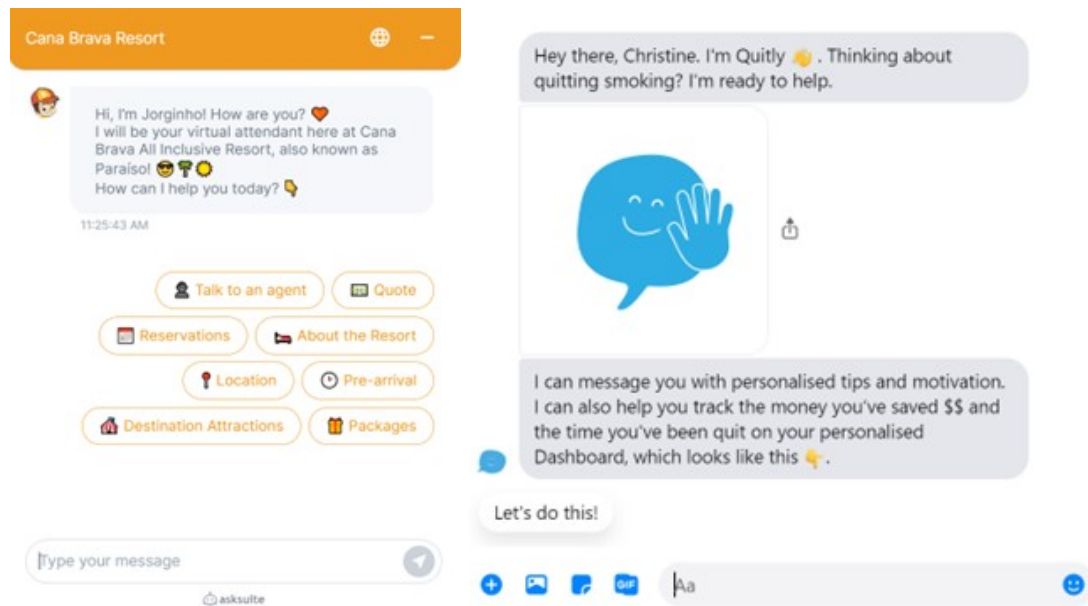 Cana Brava Resort
Hi, I'm Jorginho! How are you? 🧡
I will be your virtual attendant here at Cana
Brava All Inclusive Resort, also known as
Paraíso! 😎🌴🌞
How can I help you today? 👇
11:25:43 AM
Talk to an agent
Quote
Reservations
About the Resort
Location
Pre-arrival
Destination Attractions
Packages
Type your message
asksuite
Hey there, Christine. I'm Quitly 👋 . Thinking about
quitting smoking? I'm ready to help.
I can message you with personalised tips and motivation.
I can also help you track the money you've saved $$ and
the time you've been quit on your personalised
Dashboard, which looks like this 👇 .
Let's do this!
GIF
Aa